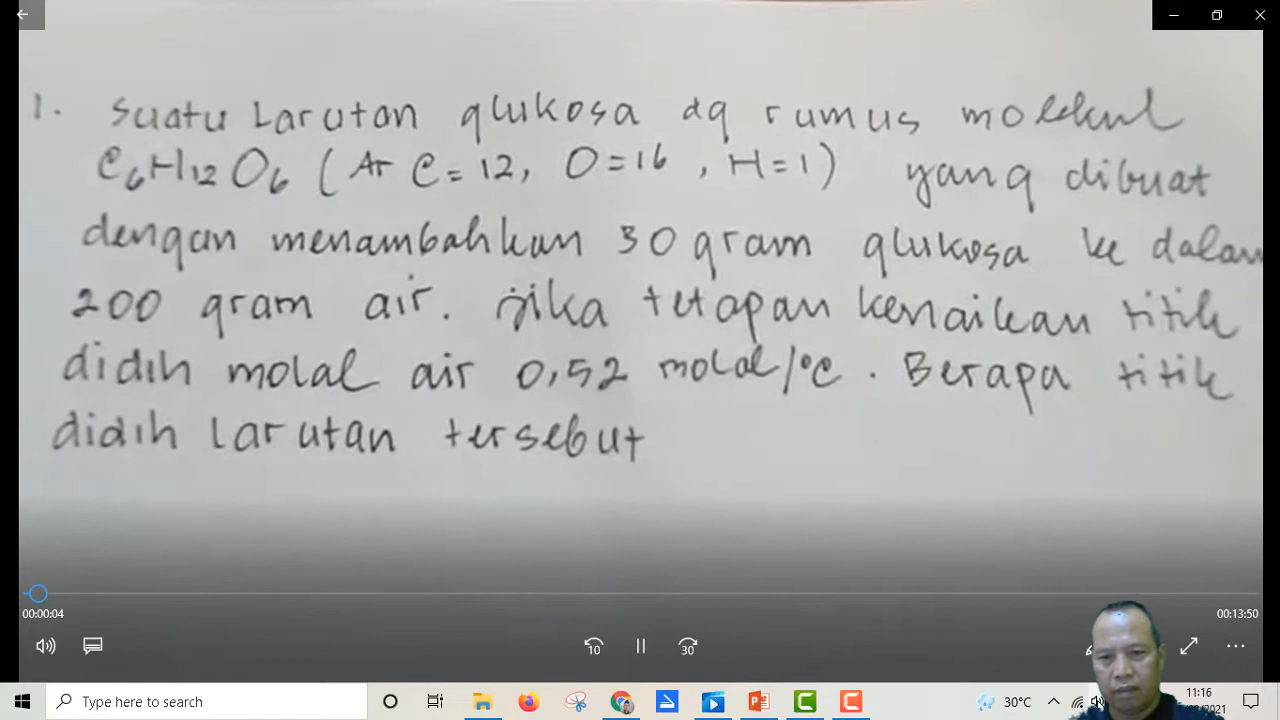 1. Suatu Larutan glukosa dg rumus molekul
C6H12O6 (Ar C = 12, O = 16, H = 1) yang dibuat
dengan menambahkan 30 gram glukosa ke dalam
200 gram air. jika tetapan kenaikan titik
didih molal air 0,52 molal/°C. Berapa titik
didih larutan tersebut
00:00:04
00:13:50
10
30
Type here to search
30°C
11:16
2021